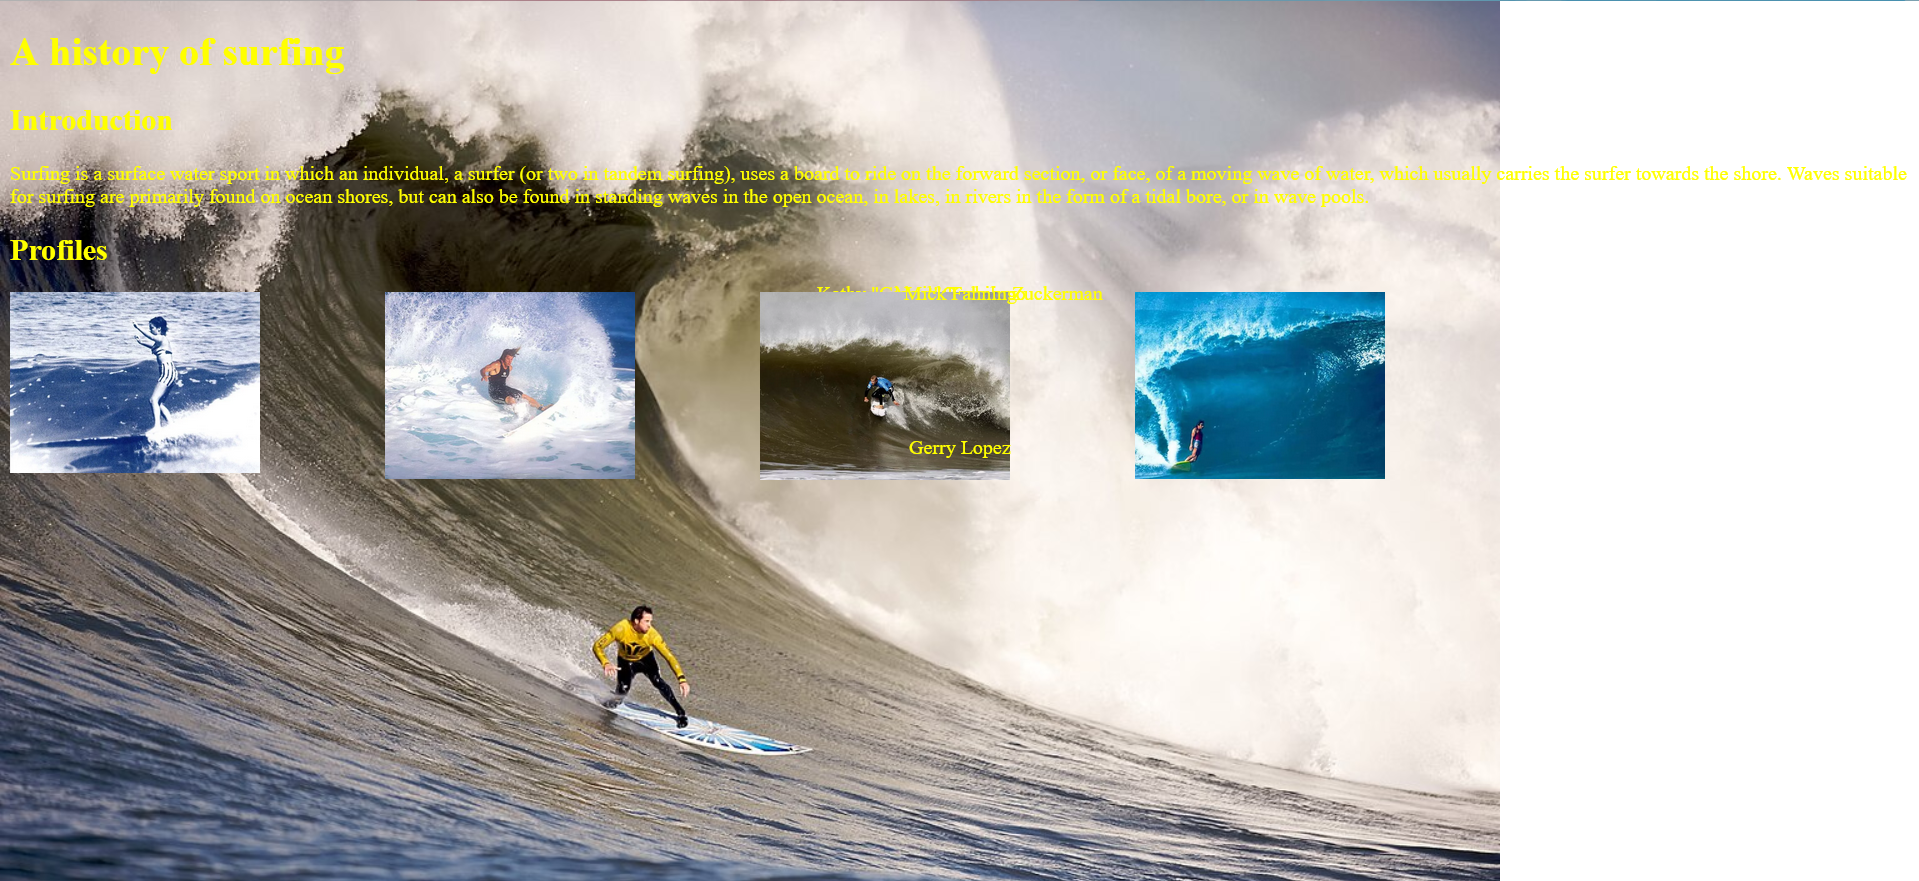 A history of surfing
Introduction
Surfing is a surface water sport in which an individual, a surfer (or two in tandem surfing), uses a board to ride on the forward section, or face, of a moving wave of water, which usually carries the surfer towards the shore. Waves suitable
for surfing are primarily found on ocean shores, but can also be found in standing waves in the open ocean, in lakes, in rivers in the form of a tidal bore, or in wave pools.
Profiles
Mick Fanning
Gerry Lopez